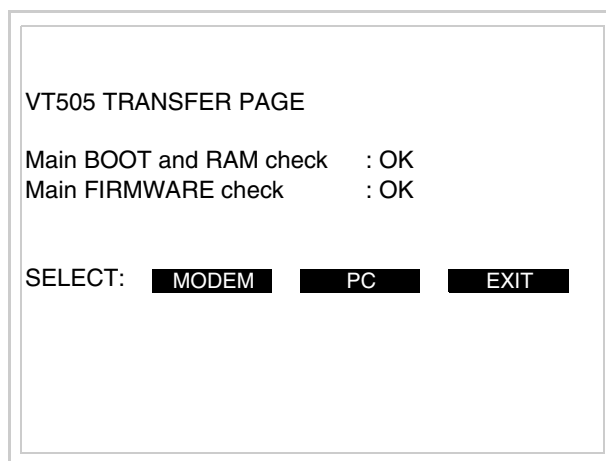 VT505 TRANSFER PAGE
Main BOOT and RAM check : OK
Main FIRMWARE check : OK
SELECT: MODEM PC EXIT